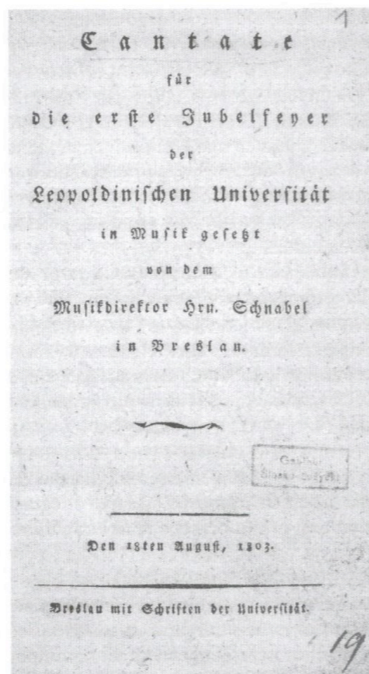 1
Cantate
für
die erste Jubelfeyer
der
Leopoldinischen Universität
in Musik gesetzt
von dem
Musikdirektor Hrn. Schnabel
in Breslau.
Den 18ten August, 1803.
Breslau mit Schriften der Universität.
19